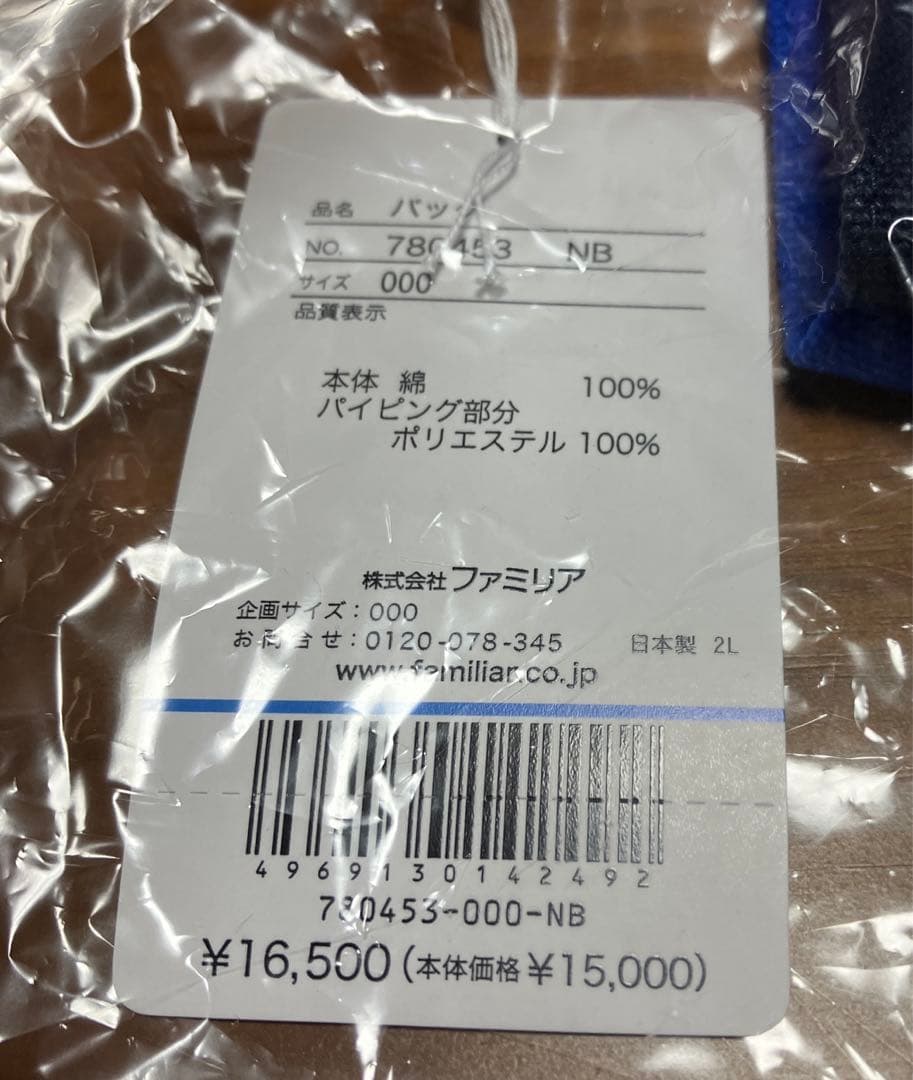 品名 バッグ
NO. 780453 NB
サイズ 000
品質表示
本体 綿 100%
パイピング部分
ポリエステル 100%
株式会社ファミリア
企画サイズ：000
お問合せ：0120-078-345 日本製 2L
www.familiar.co.jp
4969130142492
780453-000-NB
¥16,500(本体価格¥15,000)